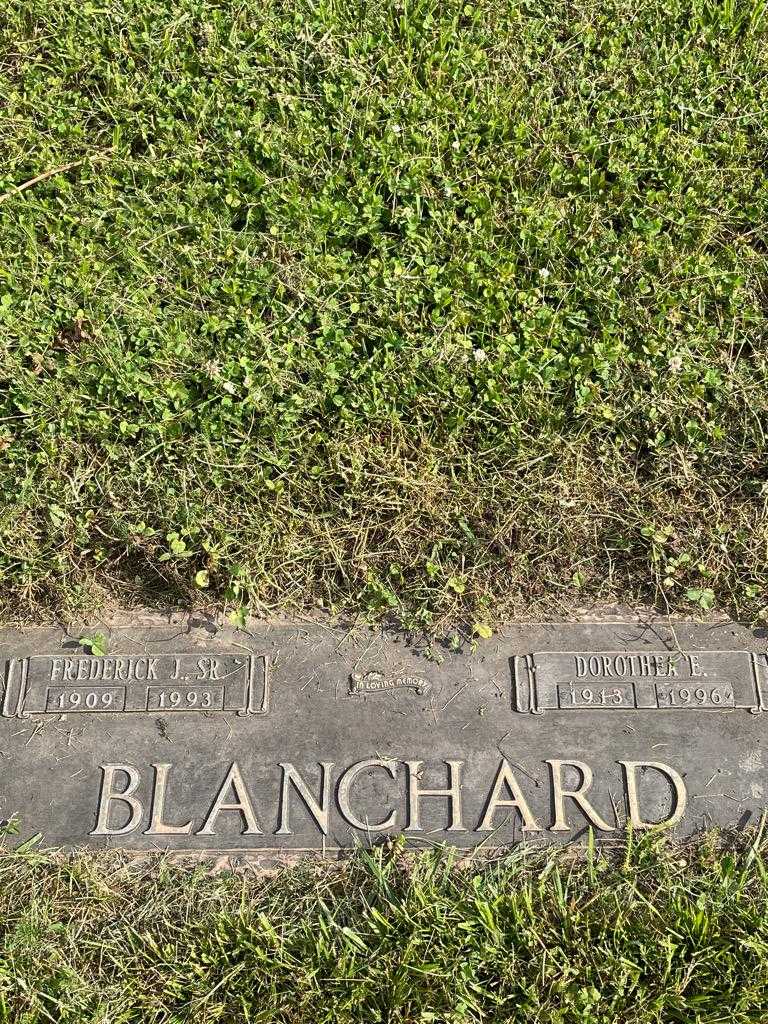 FREDERICK J. SR.
1909 1993
IN LOVING MEMORY
DOROTHEA E.
1913 1996
BLANCHARD